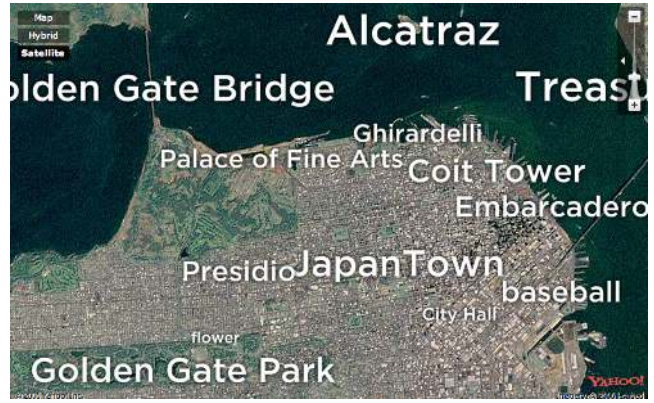 Map
Hybrid
Satellite
Alcatraz
olden Gate Bridge
Treasu
Ghirardelli
Palace of Fine Arts
Coit Tower
Embarcadero
Presidio
JapanTown
baseball
City Hall
flower
Golden Gate Park
YAHOO!